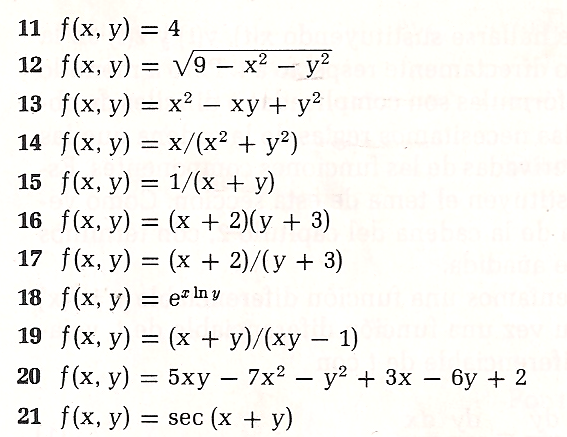 11 f(x, y) = 4
12 f(x, y) = √(9 − x² − y²)
13 f(x, y) = x² − xy + y²
14 f(x, y) = x/(x² + y²)
15 f(x, y) = 1/(x + y)
16 f(x, y) = (x + 2)(y + 3)
17 f(x, y) = (x + 2)/(y + 3)
18 f(x, y) = e^{x ln y}
19 f(x, y) = (x + y)/(xy − 1)
20 f(x, y) = 5xy − 7x² − y² + 3x − 6y + 2
21 f(x, y) = sec (x + y)